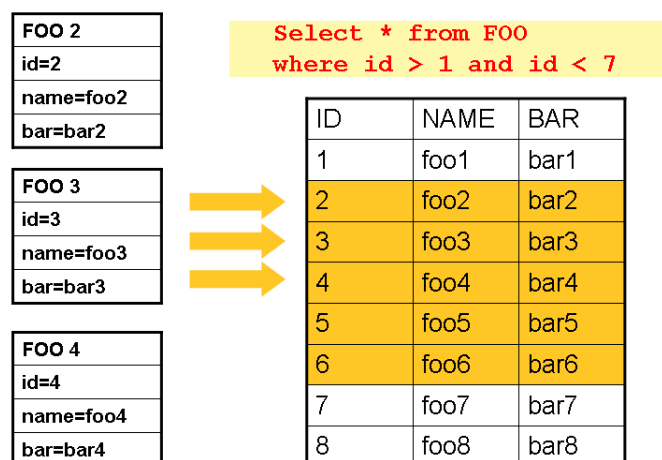 FOO 2
id=2
name=foo2
bar=bar2
FOO 3
id=3
name=foo3
bar=bar3
FOO 4
id=4
name=foo4
bar=bar4
Select * from FOO
where id > 1 and id < 7
ID NAME BAR
1 foo1 bar1
2 foo2 bar2
3 foo3 bar3
4 foo4 bar4
5 foo5 bar5
6 foo6 bar6
7 foo7 bar7
8 foo8 bar8